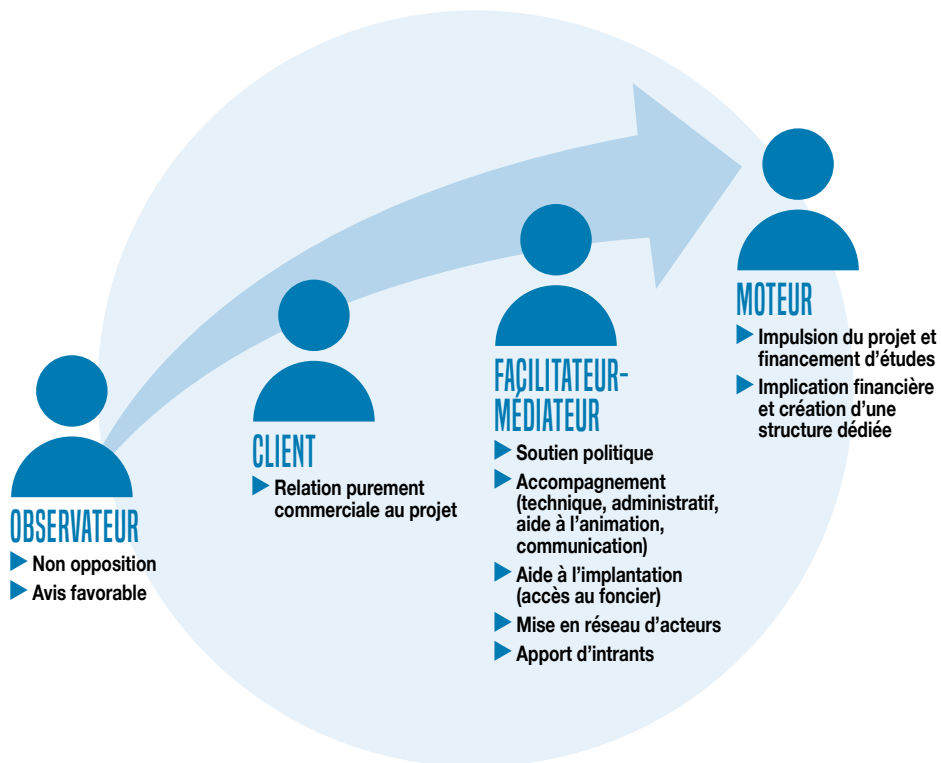 OBSERVATEUR
Non opposition
Avis favorable
CLIENT
Relation purement
commerciale au projet
FACILITATEUR-
MÉDIATEUR
Soutien politique
Accompagnement
(technique, administratif,
aide à l'animation,
communication)
Aide à l'implantation
(accès au foncier)
Mise en réseau d'acteurs
Apport d'intrants
MOTEUR
Impulsion du projet et
financement d'études
Implication financière
et création d'une
structure dédiée